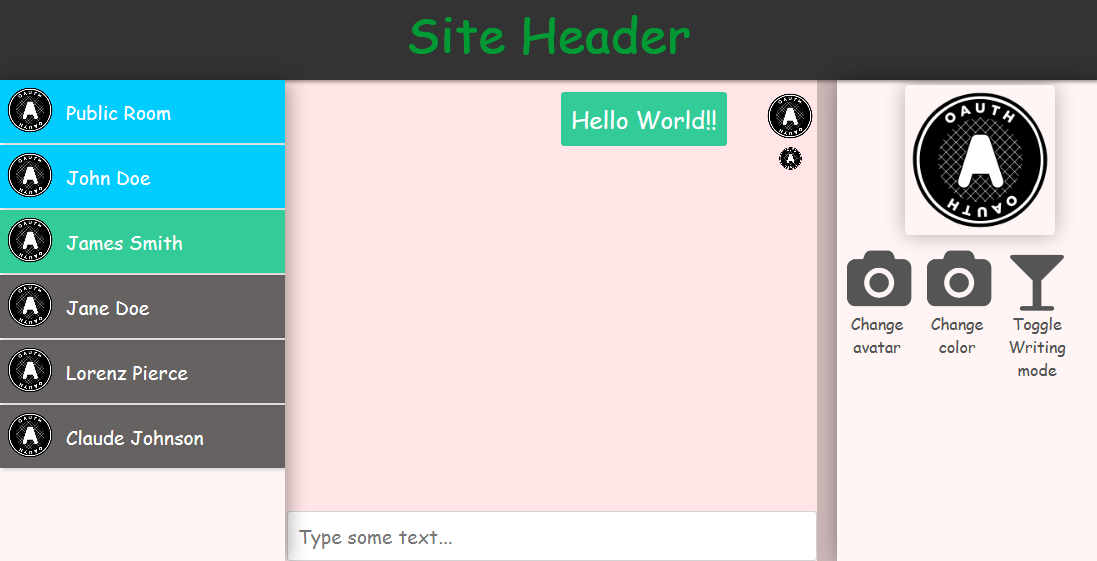 Site Header
Public Room
John Doe
James Smith
Jane Doe
Lorenz Pierce
Claude Johnson
Hello World!!
Type some text...
OAUTH
A
OAUTH
Change
avatar
Change
color
Toggle
Writing
mode